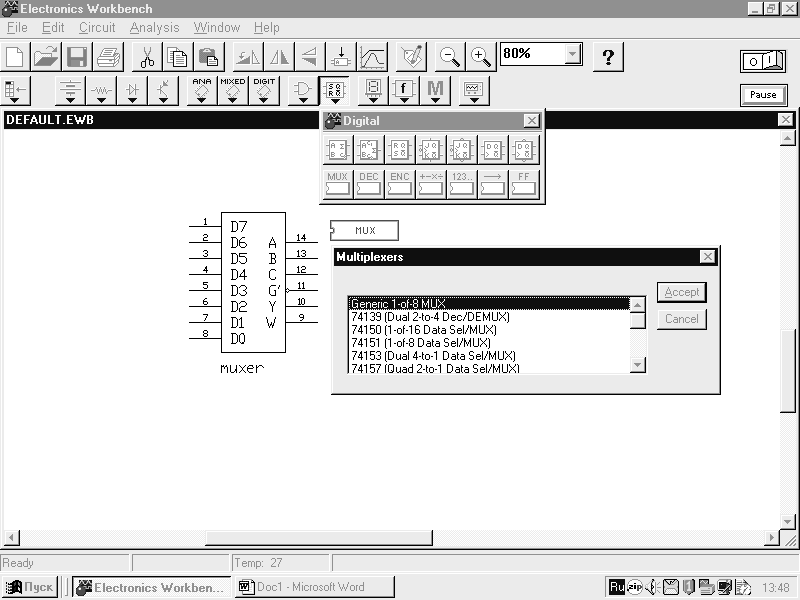 Electronics Workbench
File Edit Circuit Analysis Window Help
80%
?
Pause
ANA MIXED DIGIT
f M
DEFAULT.EWB
Digital
MUX DEC ENC +−×÷ 123.. FF
MUX
1 D7
2 D6 A 14
3 D5 B 13
4 D4 C 12
5 D3 G' 11
6 D2 Y 10
7 D1 W 9
8 D0
muxer
Multiplexers
Generic 1-of-8 MUX
74139 (Dual 2-to-4 Dec/DEMUX)
74150 (1-of-16 Data Sel/MUX)
74151 (1-of-8 Data Sel/MUX)
74153 (Dual 4-to-1 Data Sel/MUX)
74157 (Quad 2-to-1 Data Sel/MUX)
Accept
Cancel
Ready
Temp: 27
Пуск
Electronics Workben...
Doc1 - Microsoft Word
Ru
zip
13:48